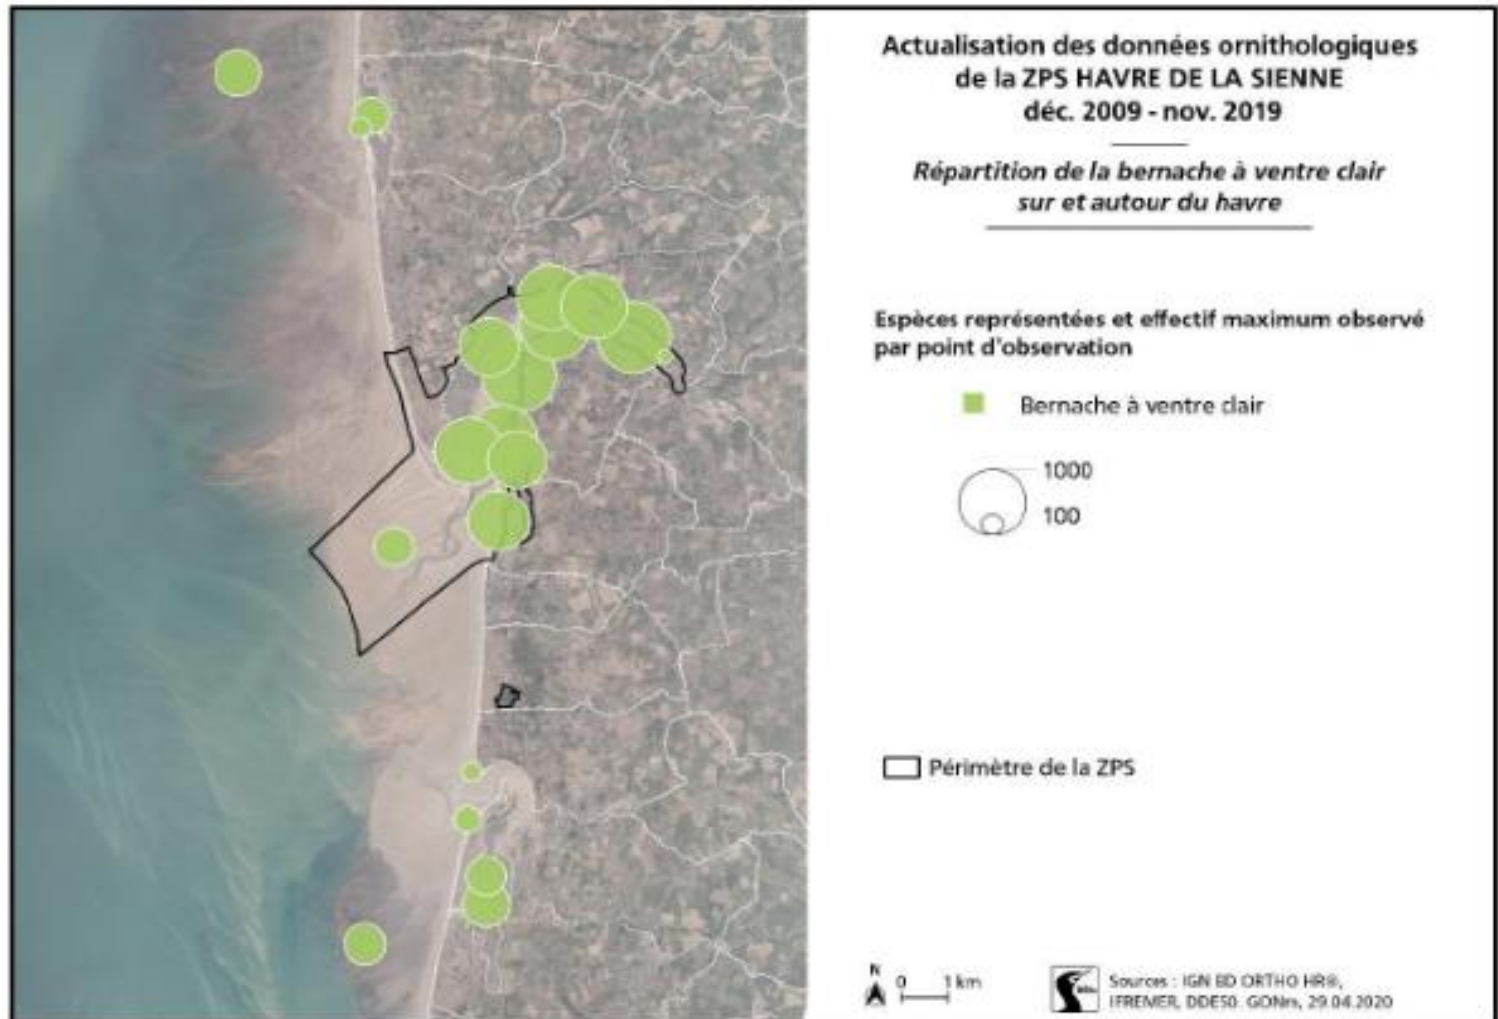 Actualisation des données ornithologiques
de la ZPS HAVRE DE LA SIENNE
déc. 2009 - nov. 2019
Répartition de la bernache à ventre clair
sur et autour du havre
Espèces représentées et effectif maximum observé
par point d'observation
Bernache à ventre clair
1000
100
Périmètre de la ZPS
N
0 1 km
Sources : IGN BD ORTHO HR®,
IFREMER, DDE50. GONm, 29.04.2020